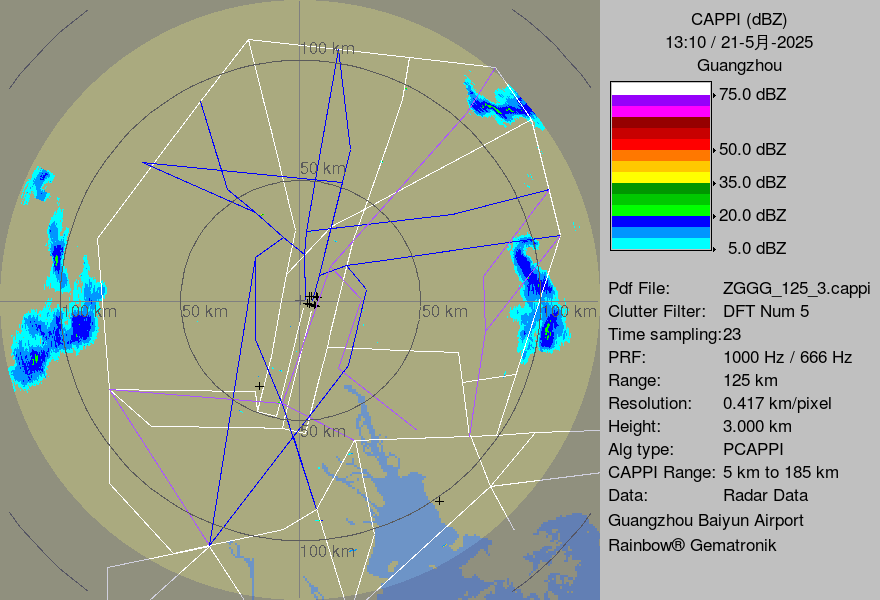 CAPPI (dBZ)
13:10 / 21-5月-2025
Guangzhou
75.0 dBZ
50.0 dBZ
35.0 dBZ
20.0 dBZ
5.0 dBZ
Pdf File: ZGGG_125_3.cappi
Clutter Filter: DFT Num 5
Time sampling:23
PRF: 1000 Hz / 666 Hz
Range: 125 km
Resolution: 0.417 km/pixel
Height: 3.000 km
Alg type: PCAPPI
CAPPI Range: 5 km to 185 km
Data: Radar Data
Guangzhou Baiyun Airport
Rainbow® Gematronik
100 km
50 km
100 km
50 km
50 km
100 km
50 km
100 km